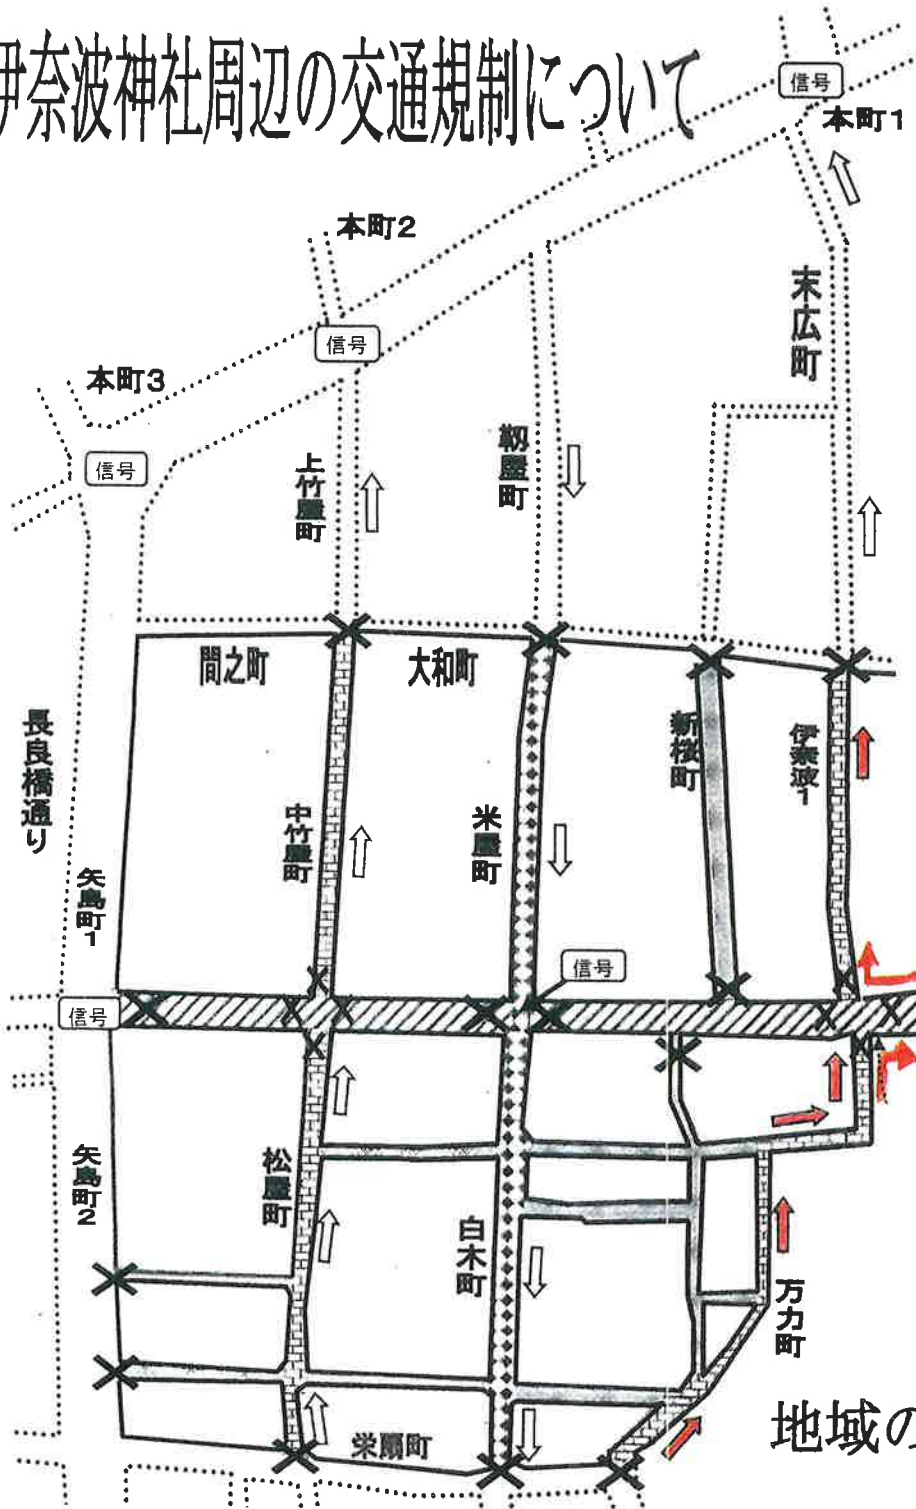 伊奈波神社周辺の交通規制について
信号
本町1
本町2
末広町
信号
本町3
信号
上竹屋町
靱屋町
間之町
大和町
長良橋通り
新桜町
伊奈波1
中竹屋町
米屋町
矢島町1
信号
信号
矢島町2
松屋町
白木町
万力町
栄扇町
地域の